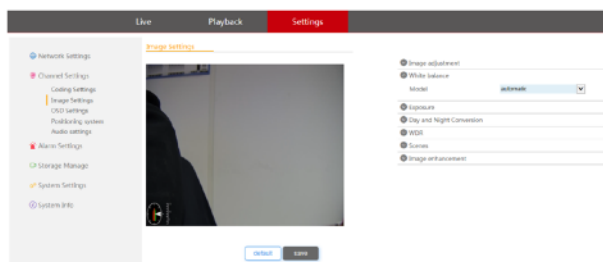 Live Playback Settings
Image Settings
Network Settings
Channel Settings
Coding Settings
Image Settings
OSD Settings
Positioning system
Audio settings
Alarm Settings
Storage Manage
System Settings
System Info
Image adjustment
White balance
Model automate
Exposure
Day and Night Conversion
WDR
Scenes
Image enhancement
default save